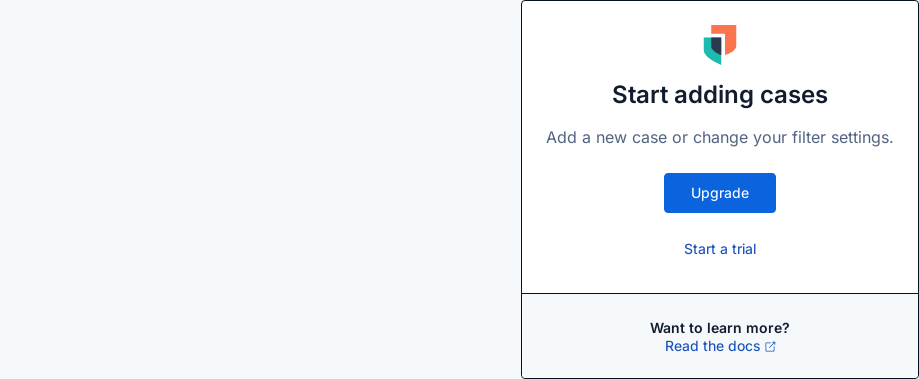 Start adding cases
Add a new case or change your filter settings.
Upgrade
Start a trial
Want to learn more?
Read the docs